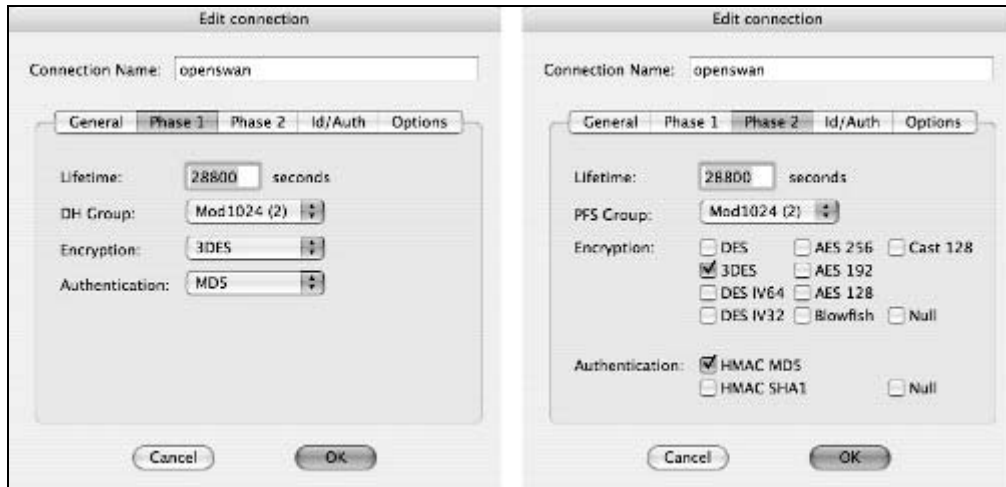 Edit connection
Connection Name: openswan
General Phase 1 Phase 2 Id/Auth Options
Lifetime: 28800 seconds
DH Group: Mod1024 (2)
Encryption: 3DES
Authentication: MD5
Cancel OK
Edit connection
Connection Name: openswan
General Phase 1 Phase 2 Id/Auth Options
Lifetime: 28800 seconds
PFS Group: Mod1024 (2)
Encryption: DES AES 256 Cast 128
3DES AES 192
DES IV64 AES 128
DES IV32 Blowfish Null
Authentication: HMAC MD5
HMAC SHA1 Null
Cancel OK